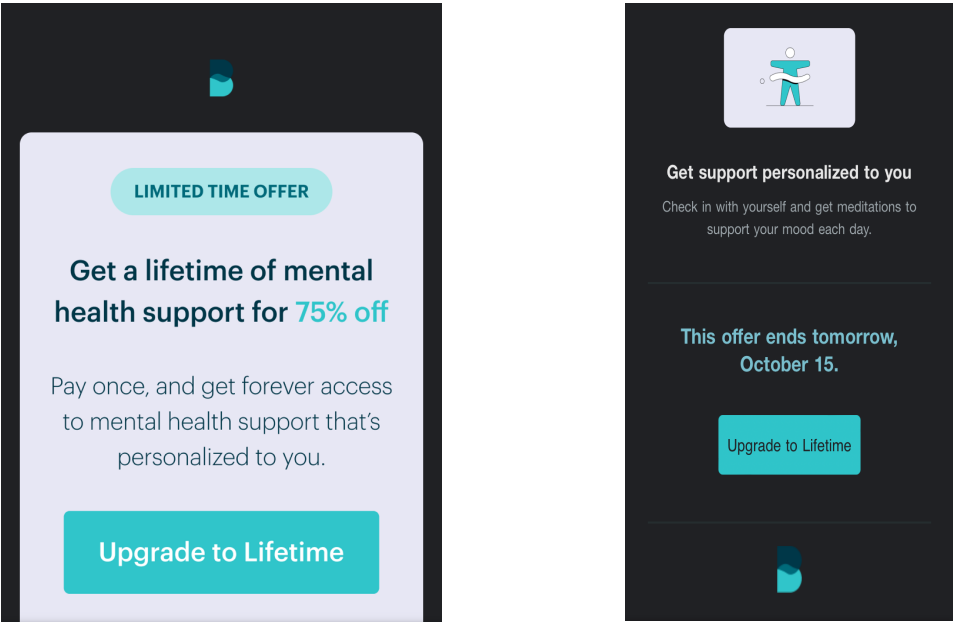 LIMITED TIME OFFER
Get a lifetime of mental
health support for 75% off
Pay once, and get forever access
to mental health support that's
personalized to you.
Upgrade to Lifetime
Get support personalized to you
Check in with yourself and get meditations to
support your mood each day.
This offer ends tomorrow,
October 15.
Upgrade to Lifetime